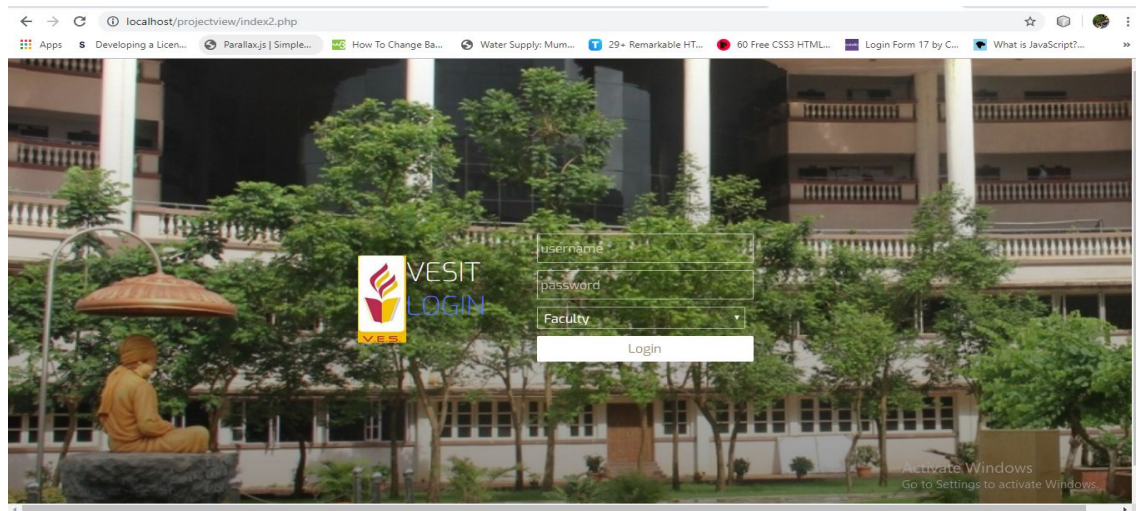 localhost/projectview/index2.php
Apps S Developing a Licen... Parallax.js | Simple... How To Change Ba... Water Supply: Mum... T 29+ Remarkable HT... 60 Free CSS3 HTML... Login Form 17 by C... What is JavaScript?... »
username
VESIT
password
LOGIN
Faculty
V.E.S.
Login
Activate Windows
Go to Settings to activate Windows.